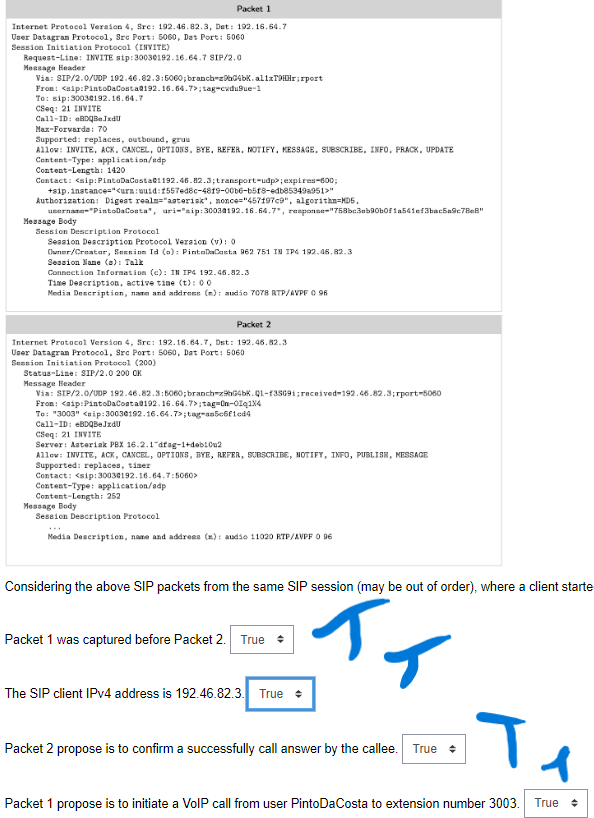 Packet 1
Internet Protocol Version 4, Src: 192.46.82.3, Dst: 192.16.64.7
User Datagram Protocol, Src Port: 5060, Dst Port: 5060
Session Initiation Protocol (INVITE)
Request-Line: INVITE sip:3003@192.16.64.7 SIP/2.0
Message Header
Via: SIP/2.0/UDP 192.46.82.3:5060;branch=z9hG4bK.al1xT9HHr;rport
From: <sip:PintoDaCosta@192.16.64.7>;tag=cvdu9ue-1
To: sip:3003@192.16.64.7
CSeq: 21 INVITE
Call-ID: eBDQBeJxdU
Max-Forwards: 70
Supported: replaces, outbound, gruu
Allow: INVITE, ACK, CANCEL, OPTIONS, BYE, REFER, NOTIFY, MESSAGE, SUBSCRIBE, INFO, PRACK, UPDATE
Content-Type: application/sdp
Content-Length: 1420
Contact: <sip:PintoDaCosta@1192.46.82.3;transport=udp>;expires=600;
+sip.instance="<urn:uuid:f557ed8c-48f9-00b6-b5f8-edb85349a951>"
Authorization: Digest realm="asterisk", nonce="457f97c9", algorithm=MD5,
username="PintoDaCosta", uri="sip:3003@192.16.64.7", response="758bc3eb90b0f1a541ef3bac5a9c78e8"
Message Body
Session Description Protocol
Session Description Protocol Version (v): 0
Owner/Creator, Session Id (o): PintoDaCosta 962 751 IN IP4 192.46.82.3
Session Name (s): Talk
Connection Information (c): IN IP4 192.46.82.3
Time Description, active time (t): 0 0
Media Description, name and address (m): audio 7078 RTP/AVPF 0 96
Packet 2
Internet Protocol Version 4, Src: 192.16.64.7, Dst: 192.46.82.3
User Datagram Protocol, Src Port: 5060, Dst Port: 5060
Session Initiation Protocol (200)
Status-Line: SIP/2.0 200 OK
Message Header
Via: SIP/2.0/UDP 192.46.82.3:5060;branch=z9hG4bK.Ql-f3SG9i;received=192.46.82.3;rport=5060
From: <sip:PintoDaCosta@192.16.64.7>;tag=Om-OIq1N4
To: "3003" <sip:3003@192.16.64.7>;tag=as5c6f1cd4
Call-ID: eBDQBeJxdU
CSeq: 21 INVITE
Server: Asterisk PBX 16.2.1~dfsg-1+deb10u2
Allow: INVITE, ACK, CANCEL, OPTIONS, BYE, REFER, SUBSCRIBE, NOTIFY, INFO, PUBLISH, MESSAGE
Supported: replaces, timer
Contact: <sip:3003@192.16.64.7:5060>
Content-Type: application/sdp
Content-Length: 252
Message Body
Session Description Protocol
...
Media Description, name and address (m): audio 11020 RTP/AVPF 0 96
Considering the above SIP packets from the same SIP session (may be out of order), where a client starte
Packet 1 was captured before Packet 2. True T
The SIP client IPv4 address is 192.46.82.3. True T
Packet 2 propose is to confirm a successfully call answer by the callee. True T
Packet 1 propose is to initiate a VoIP call from user PintoDaCosta to extension number 3003. True